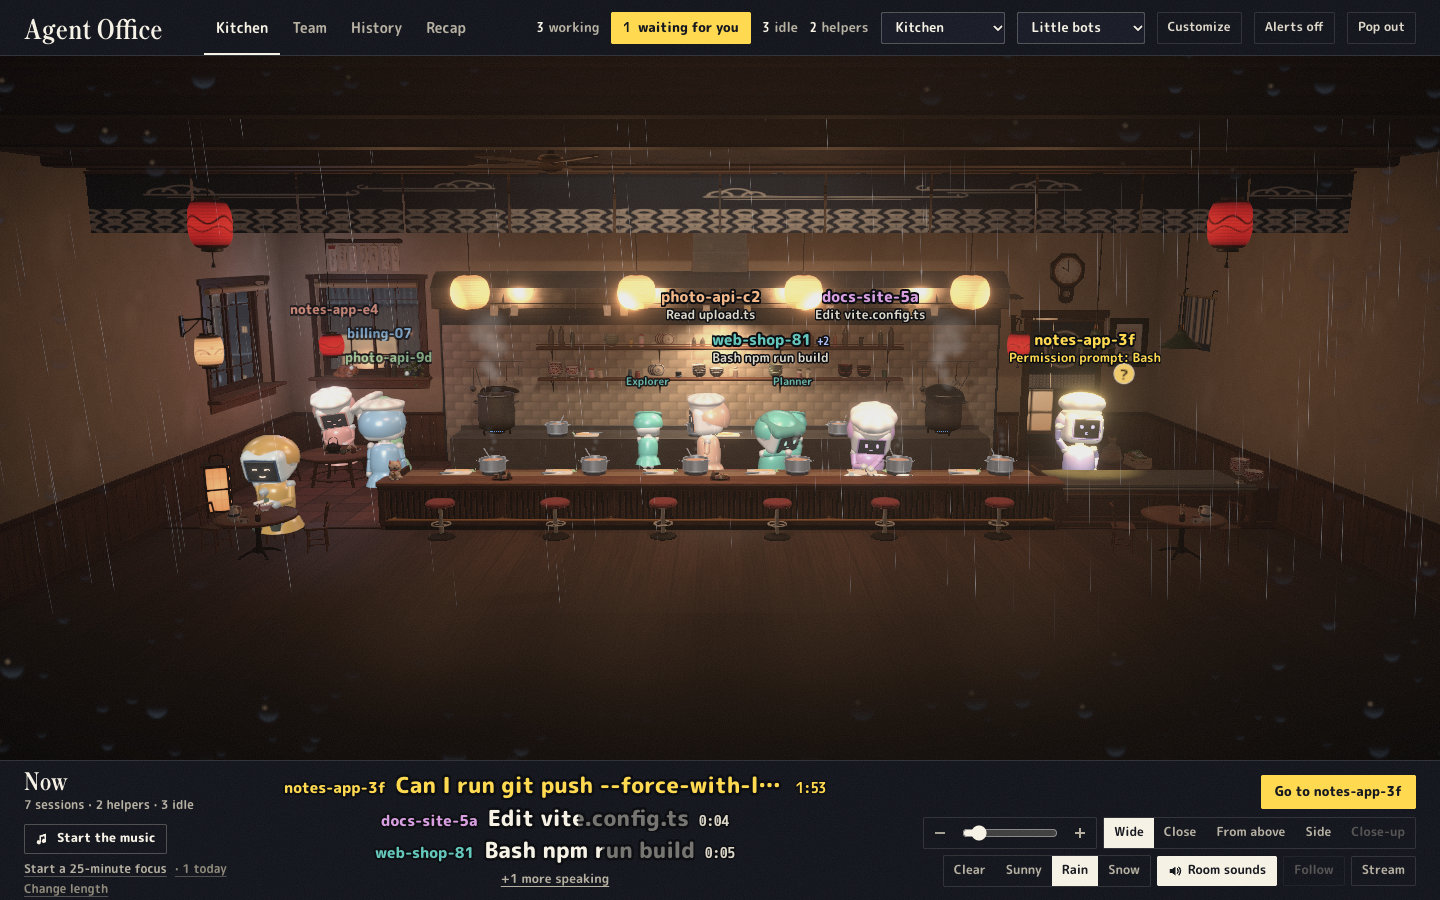 Agent Office
Kitchen Team History Recap
3 working 1 waiting for you 3 idle 2 helpers Kitchen Little bots Customize Alerts off Pop out
photo-api-c2
Read upload.ts
docs-site-5a
Edit vite.config.ts
notes-app-e4
billing-07
photo-api-9d
web-shop-81 +2
Bash npm run build
Explorer Planner
notes-app-3f
Permission prompt: Bash
?
Now
7 sessions · 2 helpers · 3 idle
Start the music
Start a 25-minute focus · 1 today
Change length
notes-app-3f Can I run git push --force-with-l… 1:53
docs-site-5a Edit vite.config.ts 0:04
web-shop-81 Bash npm run build 0:05
+1 more speaking
Go to notes-app-3f
− + Wide Close From above Side Close-up
Clear Sunny Rain Snow Room sounds Follow Stream